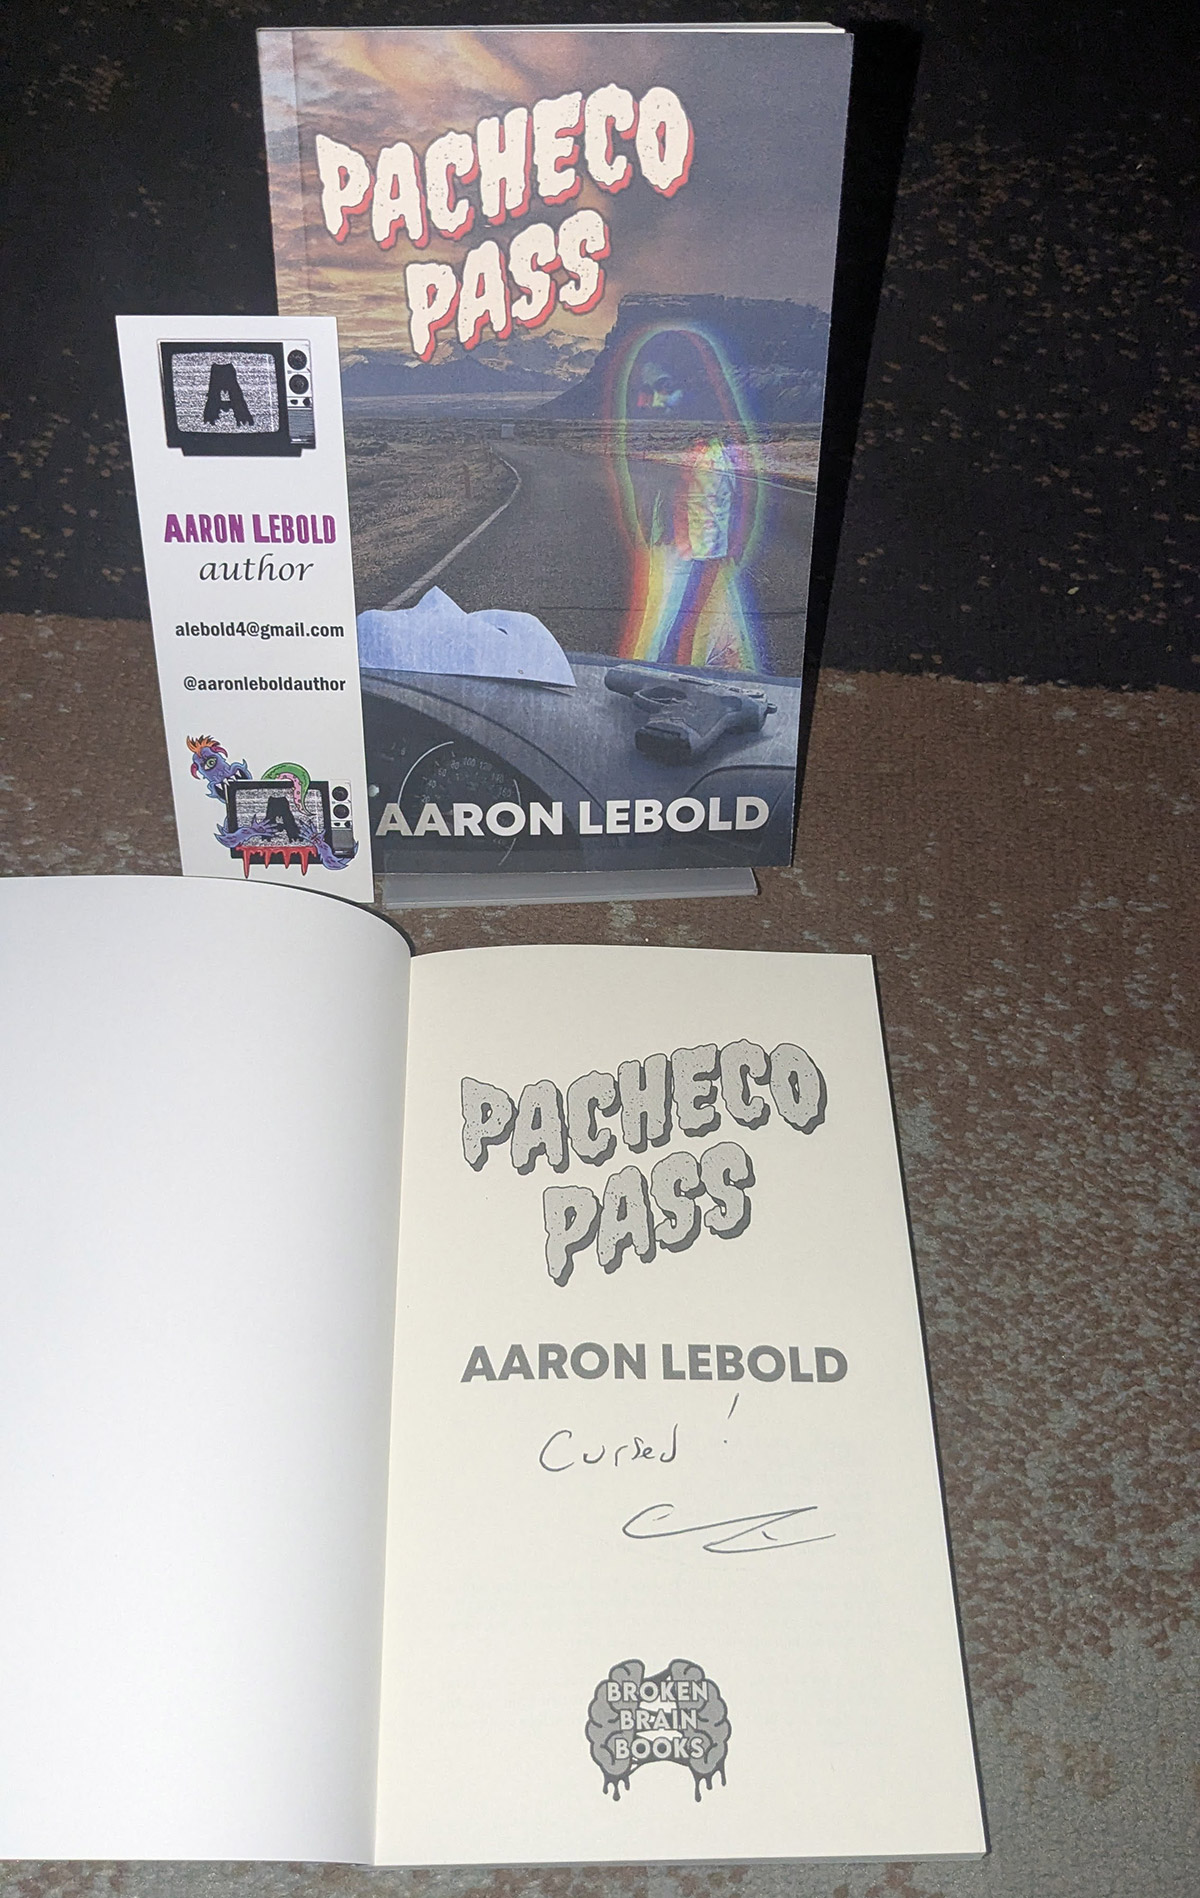 PACHECO
PASS
AARON LEBOLD
A
AARON LEBOLD
author
alebold4@gmail.com
@aaronleboldauthor
A
PACHECO
PASS
AARON LEBOLD
Cursed !
BROKEN
BRAIN
BOOKS